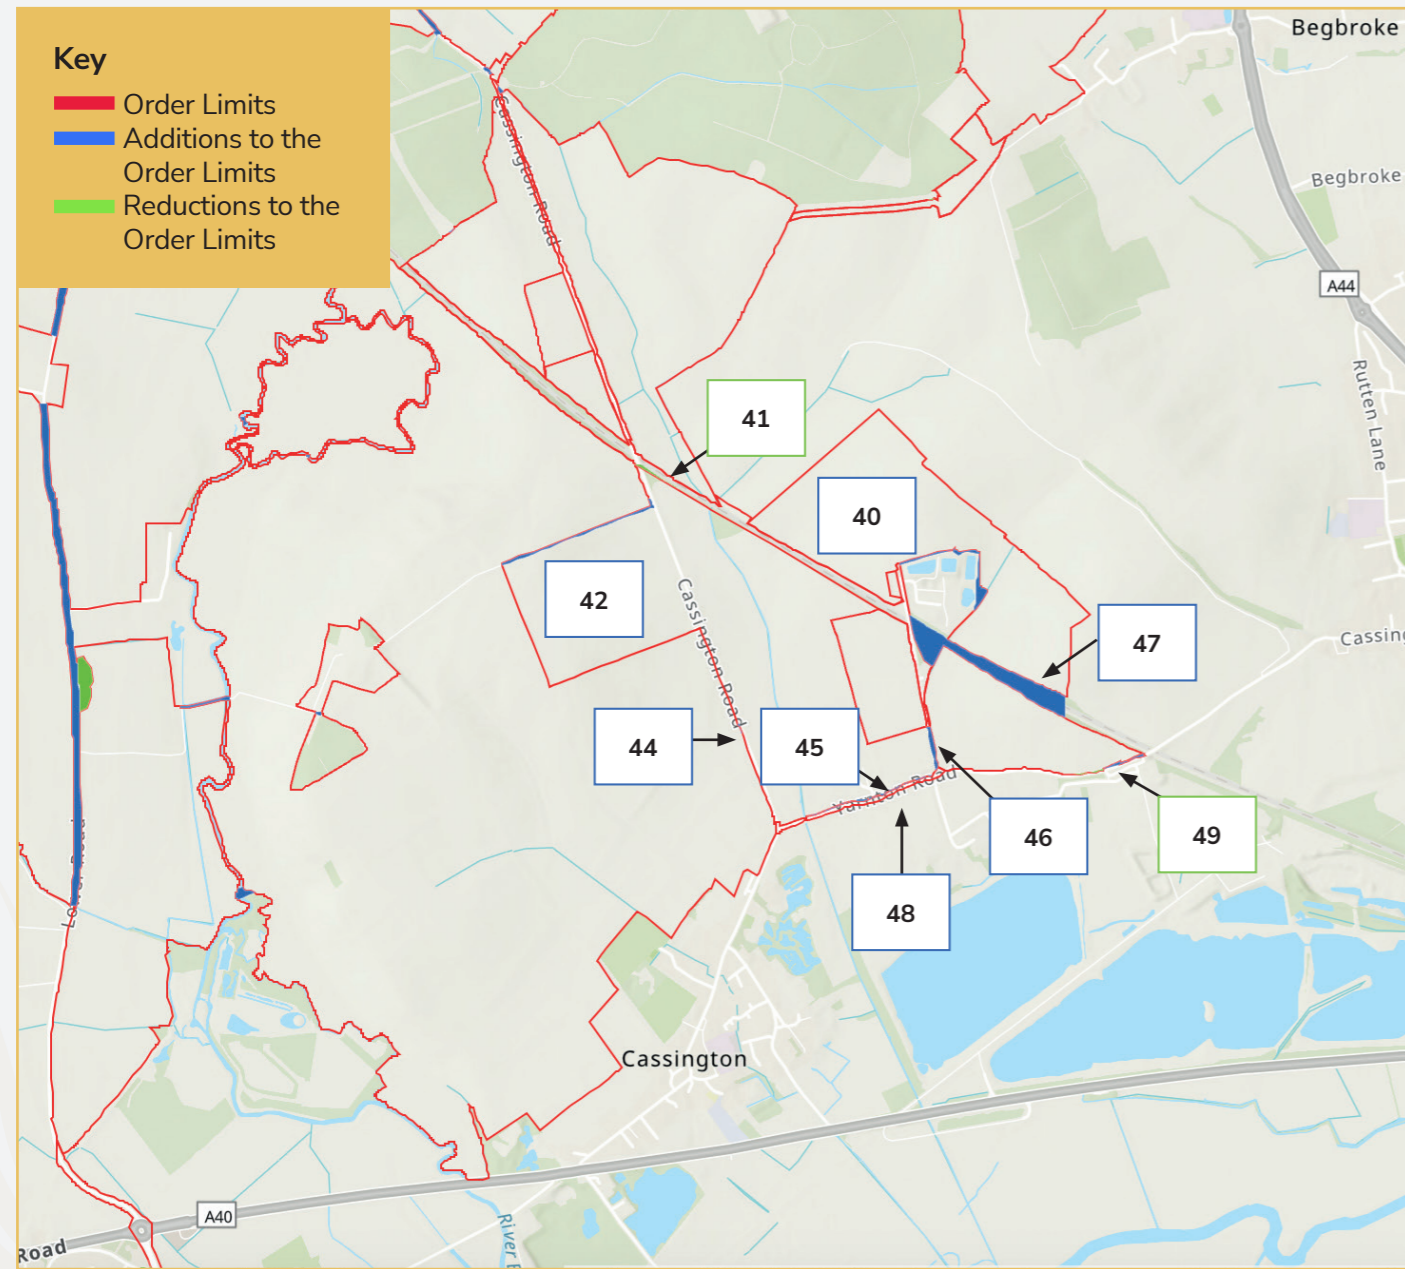 Key
Order Limits
Additions to the
Order Limits
Reductions to the
Order Limits
Begbroke
Begbroke
A44
Rutten Lane
Cassington Road
41
40
42
Cassington Road
47
Cassing
44
45
Yarnton Road
46
49
48
Lower Road
Cassington
A40
Road
River E